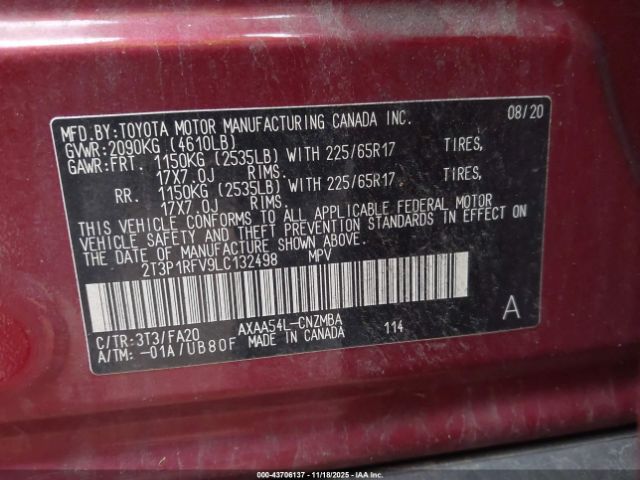 MFD.BY:TOYOTA MOTOR MANUFACTURING CANADA INC. 08/20
GVWR:2090KG (4610LB)
GAWR:FRT. 1150KG (2535LB) WITH 225/65R17 TIRES,
17X7.0J RIMS.
RR. 1150KG (2535LB) WITH 225/65R17 TIRES,
17X7.0J RIMS.
THIS VEHICLE CONFORMS TO ALL APPLICABLE FEDERAL MOTOR
VEHICLE SAFETY AND THEFT PREVENTION STANDARDS IN EFFECT ON
THE DATE OF MANUFACTURE SHOWN ABOVE.
2T3P1RFV9LC132498 MPV
A
C/TR:3T3/FA20 AXAA54L-CNZMBA 114
A/TM: -01A/UB80F MADE IN CANADA
000-43706137 - 11/18/2025 - IAA Corp.